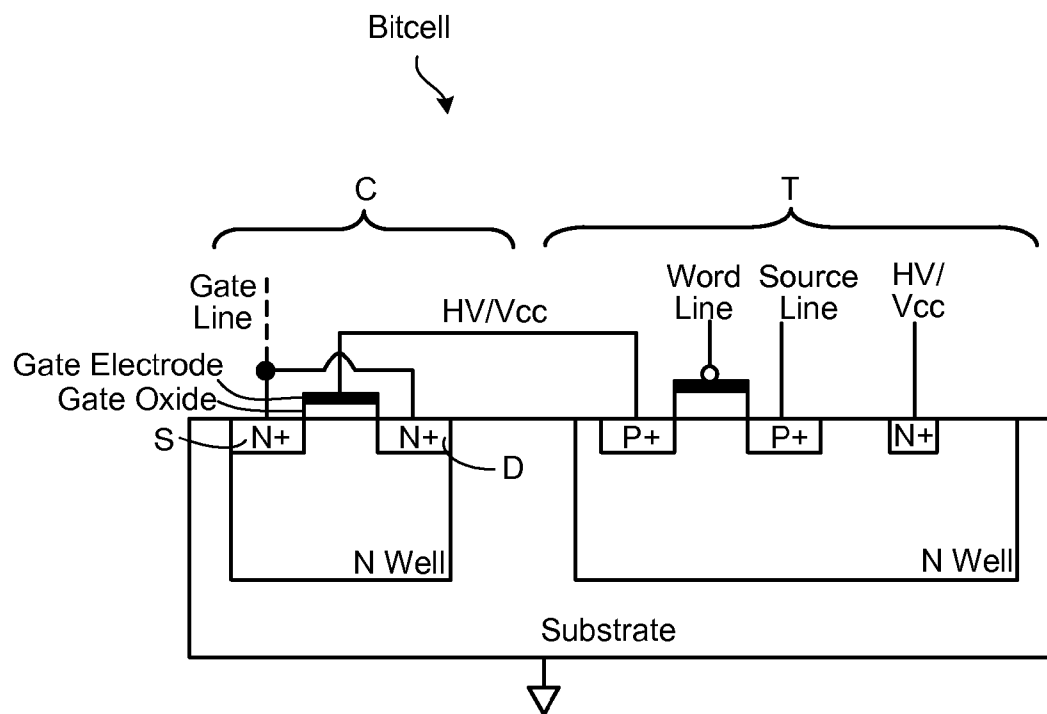 Bitcell
C
T
Gate
Line
HV/Vcc
Word
Line
Source
Line
HV/
Vcc
Gate Electrode
Gate Oxide
S
N+
N+
D
P+
P+
N+
N Well
N Well
Substrate